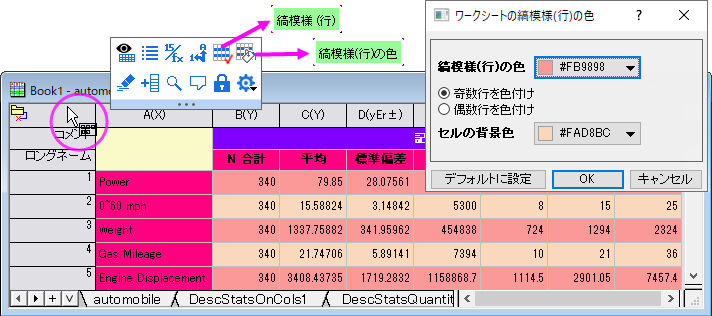 縞模様 (行)
縞模様(行)の色
15/fx
Book1 - automo
A(X) B(Y) C(Y) D(yEr±)
コメン
ロングネーム N 合計 平均 標準偏差
1 Power 340 79.85 28.07561
2 0~60 mph 340 15.58824 3.14842 5300 8 15 25
3 Weight 340 1337.75882 341.95962 454838 724 1294 2324
4 Gas Mileage 340 21.74706 5.89141 7394 10 21 36
5 Engine Displacement 340 3408.43735 1719.2832 1158868.7 1114.5 2901.05 7457.4
automobile DescStatsOnCols1 DescStatsQuantil
ワークシートの縞模様(行)の色
縞模様(行)の色 #FB9898
奇数行を色付け
偶数行を色付け
セルの背景色 #FAD8BC
デフォルトに設定 OK キャンセル